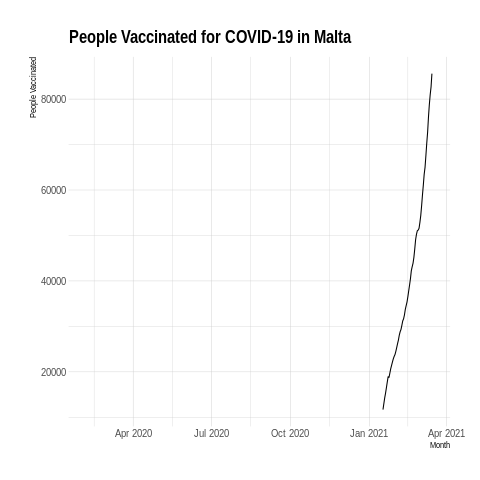 People Vaccinated for COVID-19 in Malta
People Vaccinated
80000
60000
40000
20000
Apr 2020 Jul 2020 Oct 2020 Jan 2021 Apr 2021
Month